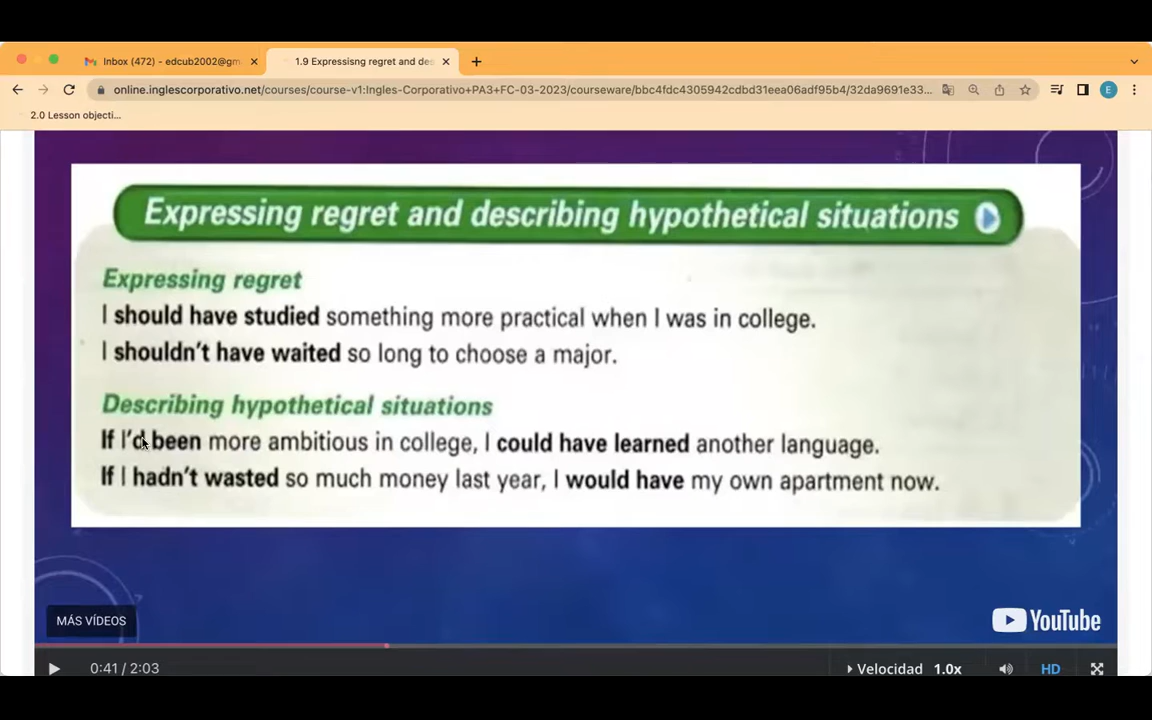 Inbox (472) - edcub2002@gm
1.9 Expressisng regret and des
online.inglescorporativo.net/courses/course-v1:Ingles-Corporativo+PA3+FC-03-2023/courseware/bbc4fdc4305942cdbd31eea06adf95b4/32da9691e33...
E
2.0 Lesson objecti...
Expressing regret and describing hypothetical situations
Expressing regret
I should have studied something more practical when I was in college.
I shouldn't have waited so long to choose a major.
Describing hypothetical situations
If I'd been more ambitious in college, I could have learned another language.
If I hadn't wasted so much money last year, I would have my own apartment now.
MÁS VÍDEOS
YouTube
0:41 / 2:03
Velocidad 1.0x
HD